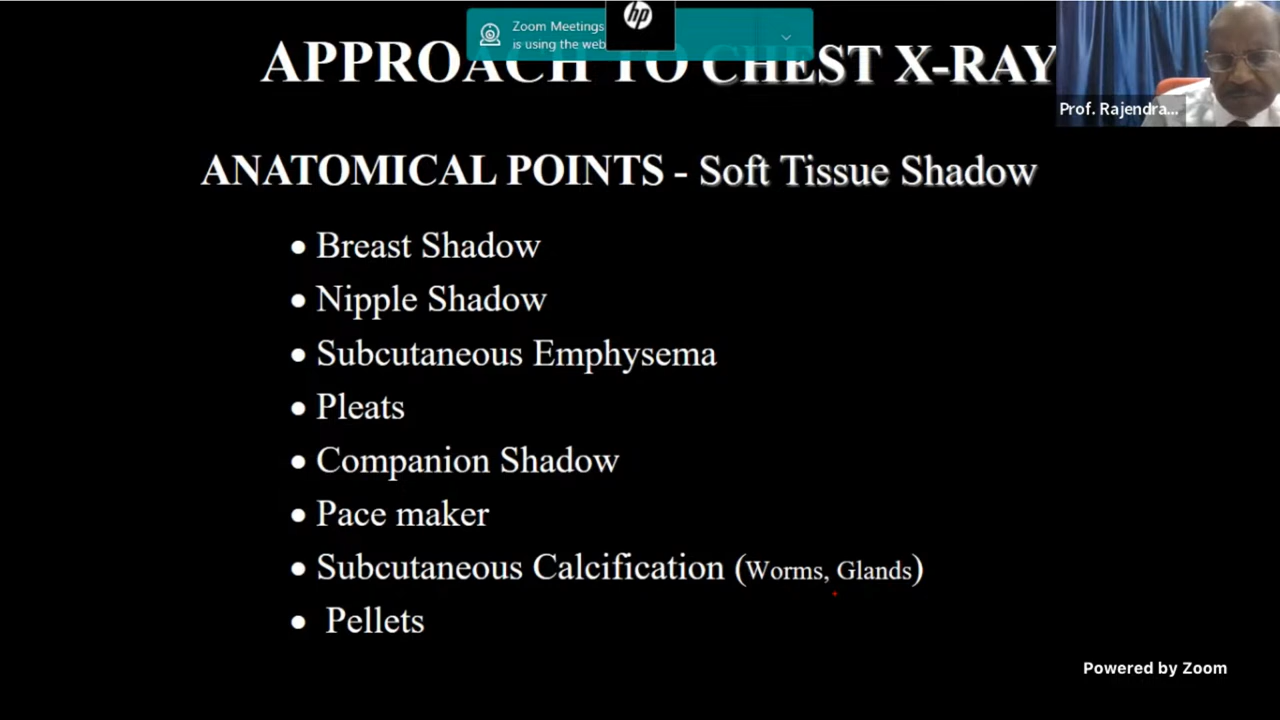 Zoom Meetings
is using the web
hp
APPROACH TO CHEST X-RAY
Prof. Rajendra...
ANATOMICAL POINTS - Soft Tissue Shadow
• Breast Shadow
• Nipple Shadow
• Subcutaneous Emphysema
• Pleats
• Companion Shadow
• Pace maker
• Subcutaneous Calcification (Worms, Glands)
• Pellets
Powered by Zoom